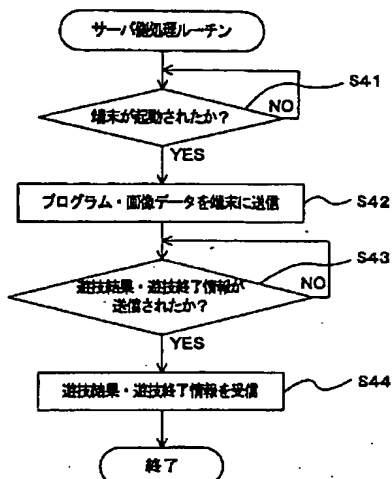 サーバ側処理ルーチン
S41
端末が起動されたか？
NO
YES
プログラム・画像データを端末に送信
S42
S43
遊技結果・遊技終了情報が
送信されたか？
NO
YES
遊技結果・遊技終了情報を受信
S44
終了